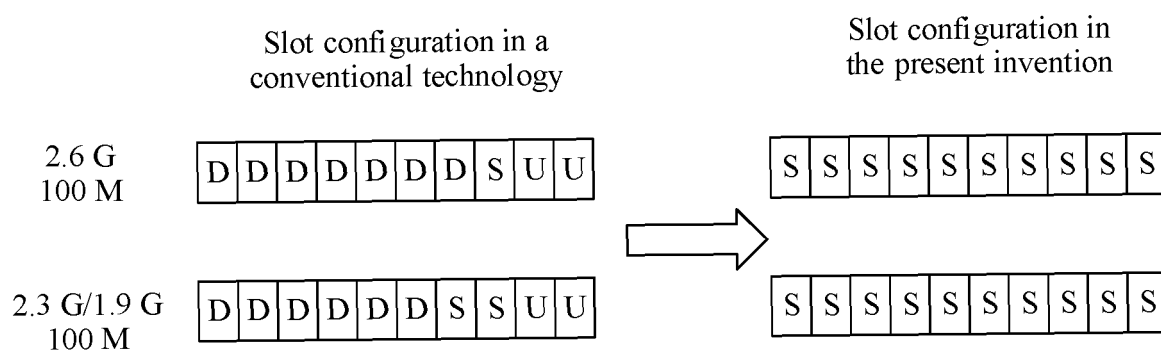 Slot configuration in a
conventional technology
Slot configuration in
the present invention
2.6 G
100 M
D D D D D D D S U U
S S S S S S S S S S
2.3 G/1.9 G
100 M
D D D D D D S S U U
S S S S S S S S S S